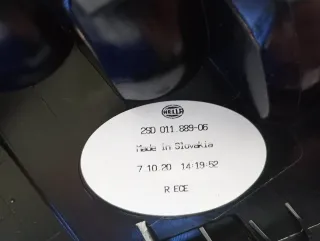 HELLA
2SD 011.889-06
Made in Slovakia
7.10.20 14:19:52
R ECE